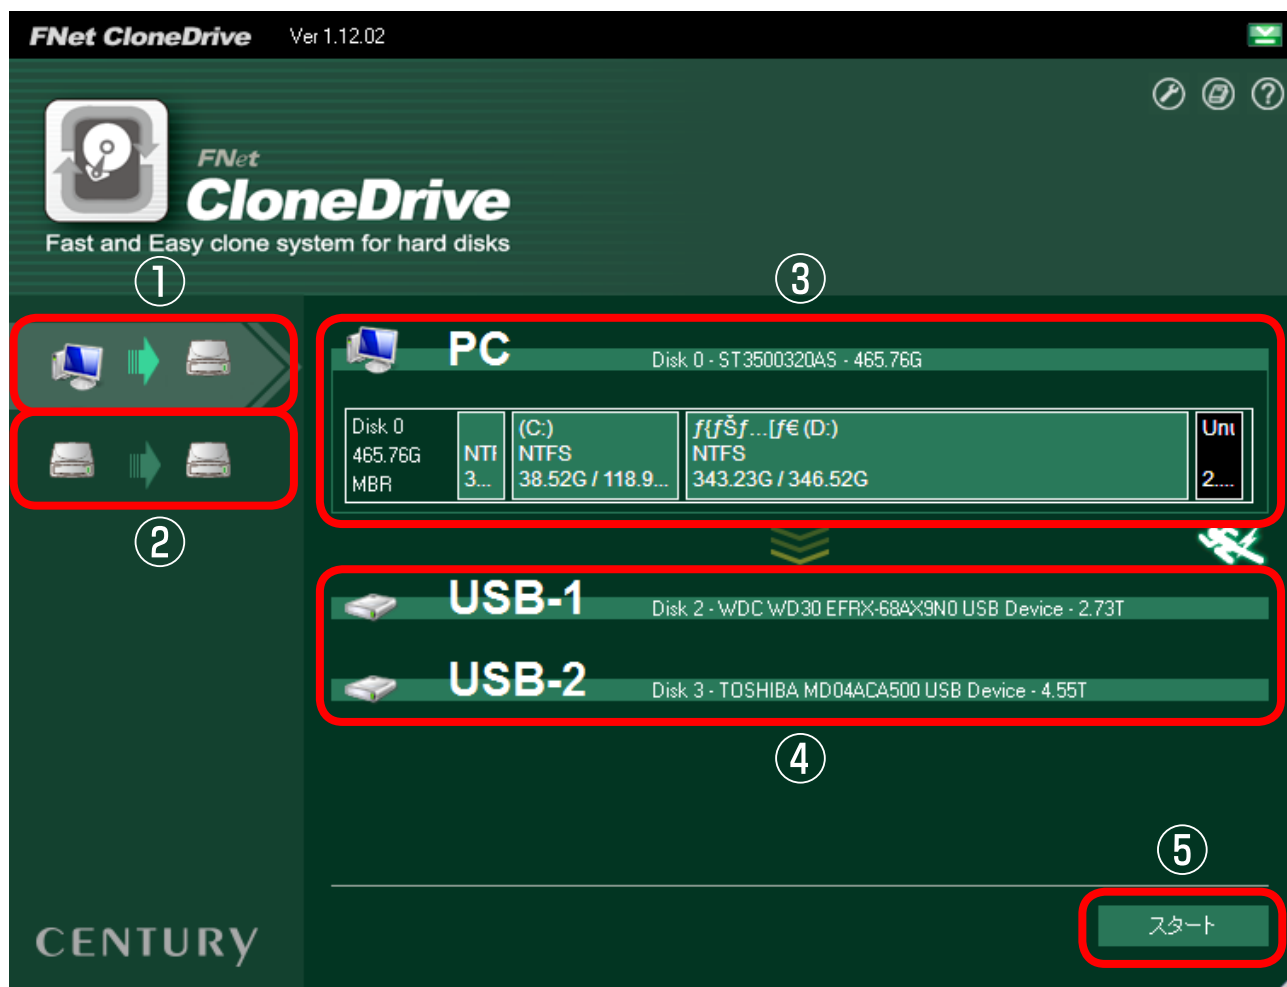 FNet CloneDrive Ver 1.12.02
FNet
CloneDrive
Fast and Easy clone system for hard disks
①
③
PC
Disk 0 - ST3500320AS - 465.76G
Disk 0
465.76G
MBR
NTF
3...
(C:)
NTFS
38.52G / 118.9...
ƒ{ƒŠƒ…[ƒ€ (D:)
NTFS
343.23G / 346.52G
Unu
2....
②
USB-1
Disk 2 - WDC WD30 EFRX-68AX9N0 USB Device - 2.73T
USB-2
Disk 3 - TOSHIBA MD04ACA500 USB Device - 4.55T
④
⑤
スタート
CENTURY